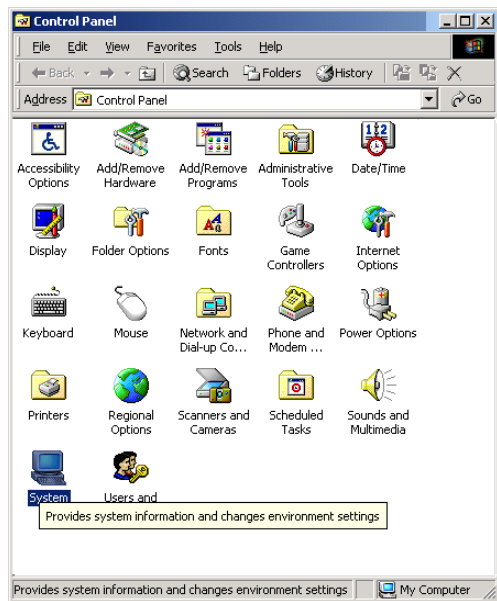 Control Panel
File Edit View Favorites Tools Help
Back Search Folders History
Address Control Panel Go
Accessibility Options
Add/Remove Hardware
Add/Remove Programs
Administrative Tools
Date/Time
Display
Folder Options
Fonts
Game Controllers
Internet Options
Keyboard
Mouse
Network and Dial-up Co...
Phone and Modem ...
Power Options
Printers
Regional Options
Scanners and Cameras
Scheduled Tasks
Sounds and Multimedia
System
Users and
Provides system information and changes environment settings
Provides system information and changes environment settings My Computer